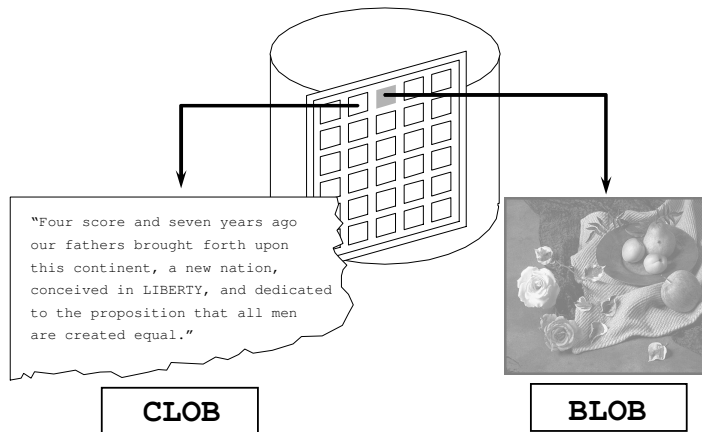 “Four score and seven years ago
our fathers brought forth upon
this continent, a new nation,
conceived in LIBERTY, and dedicated
to the proposition that all men
are created equal.”
CLOB
BLOB